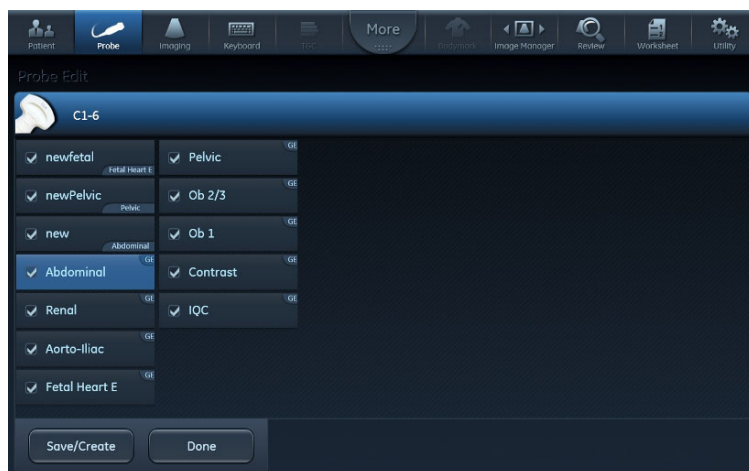 Patient
Probe
Imaging
Keyboard
TGC
More
Bodymark
Image Manager
Review
Worksheet
Utility
Probe Edit
C1-6
newfetal
Fetal Heart E
newPelvic
Pelvic
new
Abdominal
Abdominal
GE
Renal
GE
Aorto-Iliac
GE
Fetal Heart E
GE
Pelvic
GE
Ob 2/3
GE
Ob 1
GE
Contrast
GE
IQC
GE
Save/Create
Done